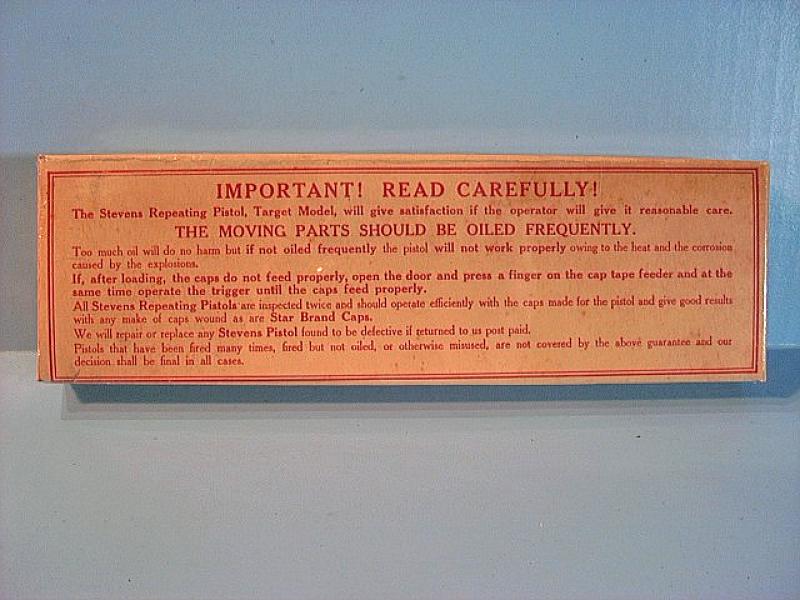 IMPORTANT! READ CAREFULLY!
The Stevens Repeating Pistol, Target Model, will give satisfaction if the operator will give it reasonable care.
THE MOVING PARTS SHOULD BE OILED FREQUENTLY.
Too much oil will do no harm but if not oiled frequently the pistol will not work properly owing to the heat and the corrosion
caused by the explosions.
If, after loading, the caps do not feed properly, open the door and press a finger on the cap tape feeder and at the
same time operate the trigger until the caps feed properly.
All Stevens Repeating Pistols are inspected twice and should operate efficiently with the caps made for the pistol and give good results
with any make of caps wound as are Star Brand Caps.
We will repair or replace any Stevens Pistol found to be defective if returned to us post paid.
Pistols that have been fired many times, fired but not oiled, or otherwise misused, are not covered by the above guarantee and our
decision shall be final in all cases.